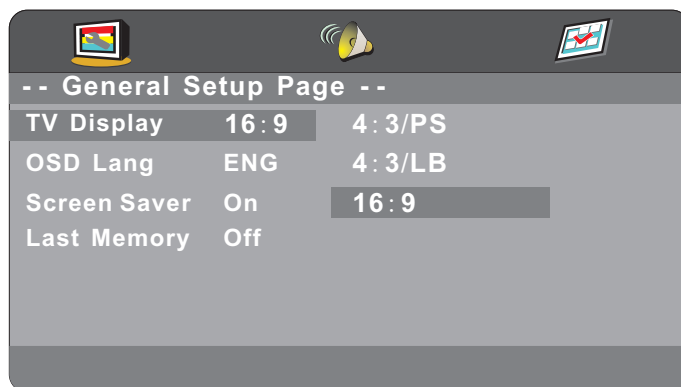 -- General Setup Page --
TV Display 16:9 4:3/PS
OSD Lang ENG 4:3/LB
Screen Saver On 16:9
Last Memory Off